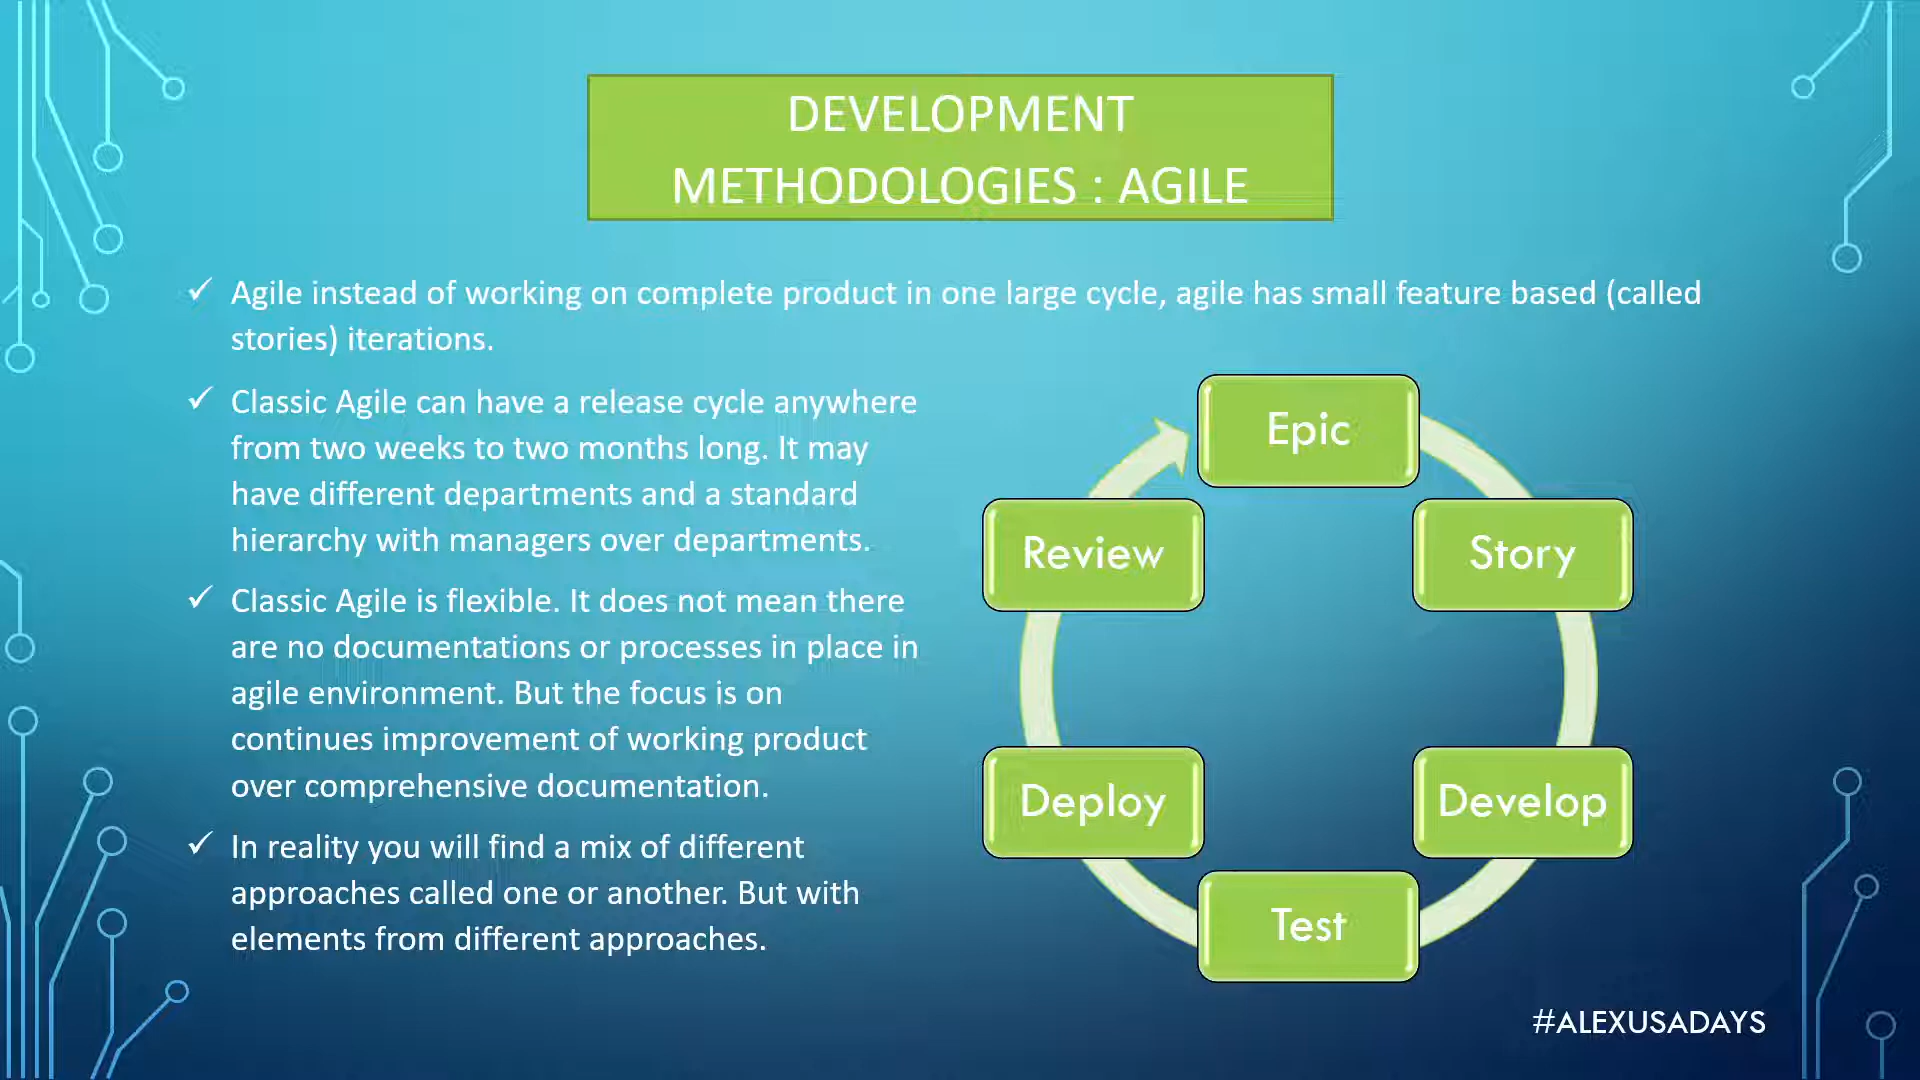 DEVELOPMENT
METHODOLOGIES : AGILE
Agile instead of working on complete product in one large cycle, agile has small feature based (called
stories) iterations.
Classic Agile can have a release cycle anywhere
from two weeks to two months long. It may
have different departments and a standard
hierarchy with managers over departments.
Classic Agile is flexible. It does not mean there
are no documentations or processes in place in
agile environment. But the focus is on
continues improvement of working product
over comprehensive documentation.
In reality you will find a mix of different
approaches called one or another. But with
elements from different approaches.
Epic
Story
Develop
Test
Deploy
Review
#ALEXUSADAYS